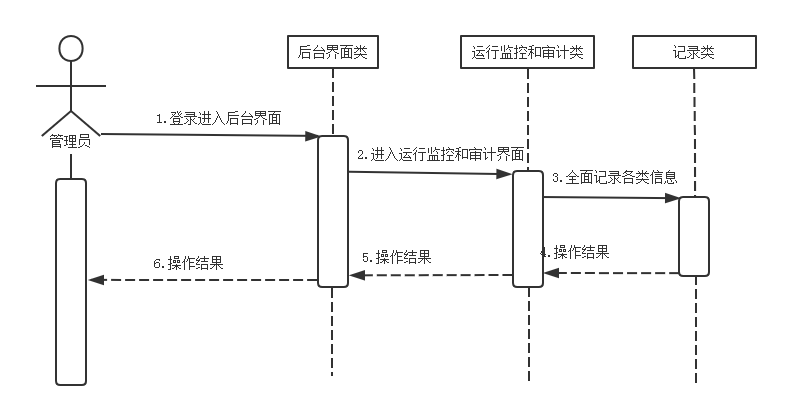 后台界面类
运行监控和审计类
记录类
1.登录进入后台界面
管理员
2.进入运行监控和审计界面
3.全面记录各类信息
4.操作结果
5.操作结果
6.操作结果